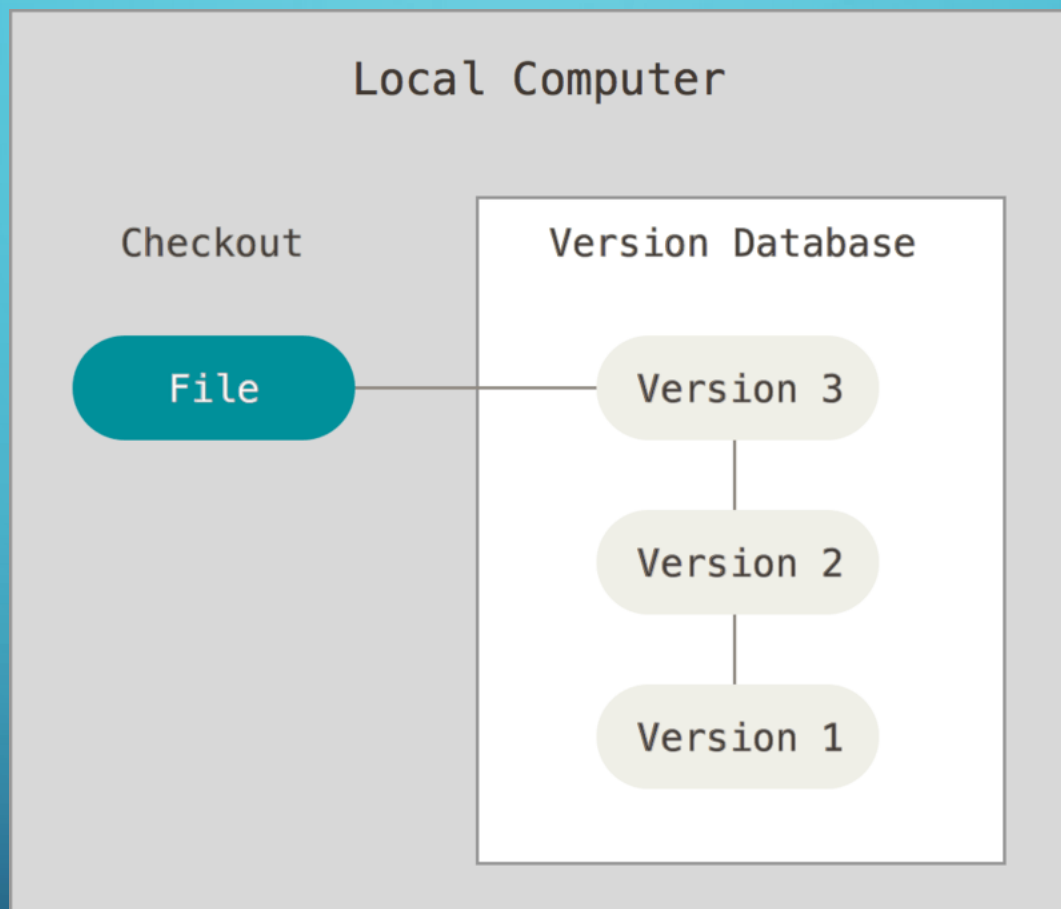 Local Computer
Checkout
Version Database
File
Version 3
Version 2
Version 1